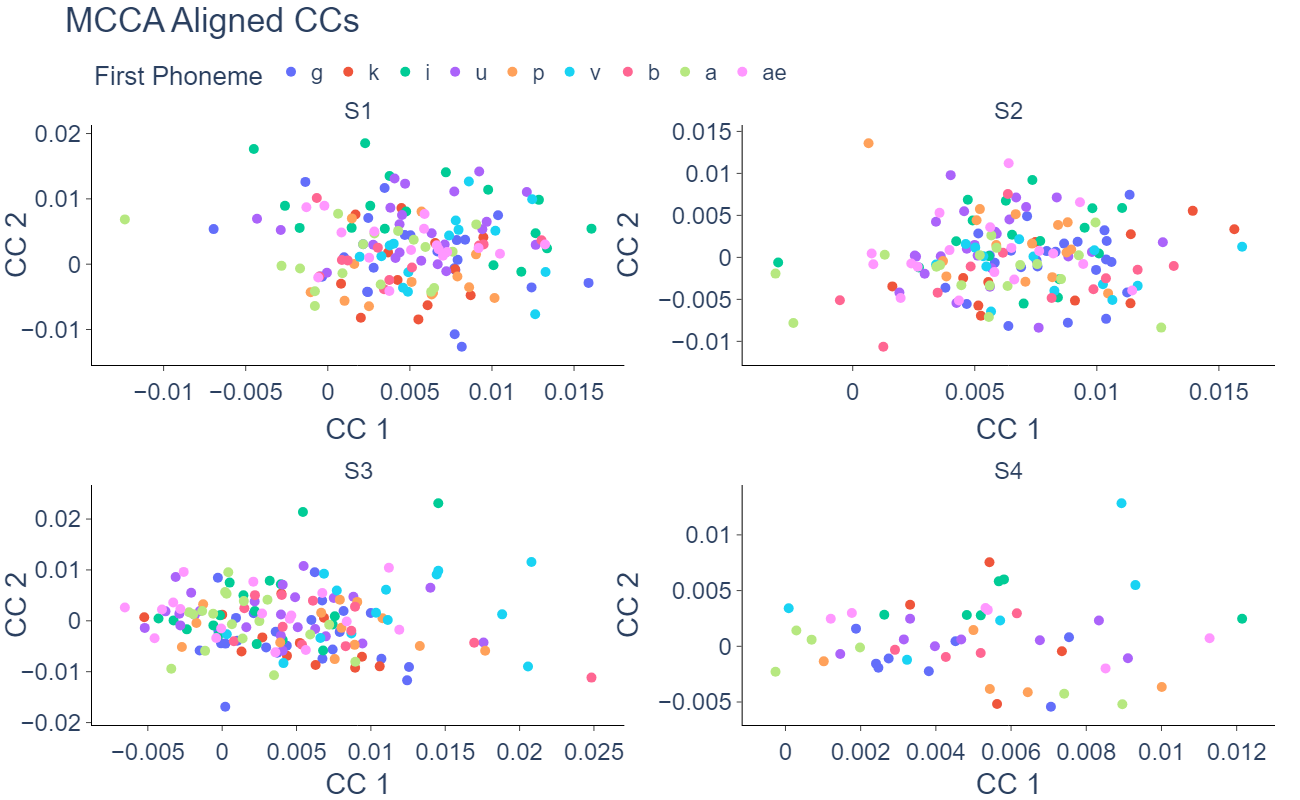 MCCA Aligned CCs
First Phoneme g k i u p v b a ae
S1
0.02
0.01
0
−0.01
CC 2
−0.01 −0.005 0 0.005 0.01 0.015
CC 1
S2
0.015
0.01
0.005
0
−0.005
−0.01
CC 2
0 0.005 0.01 0.015
CC 1
S3
0.02
0.01
0
−0.01
−0.02
CC 2
−0.005 0 0.005 0.01 0.015 0.02 0.025
CC 1
S4
0.01
0.005
0
−0.005
CC 2
0 0.002 0.004 0.006 0.008 0.01 0.012
CC 1